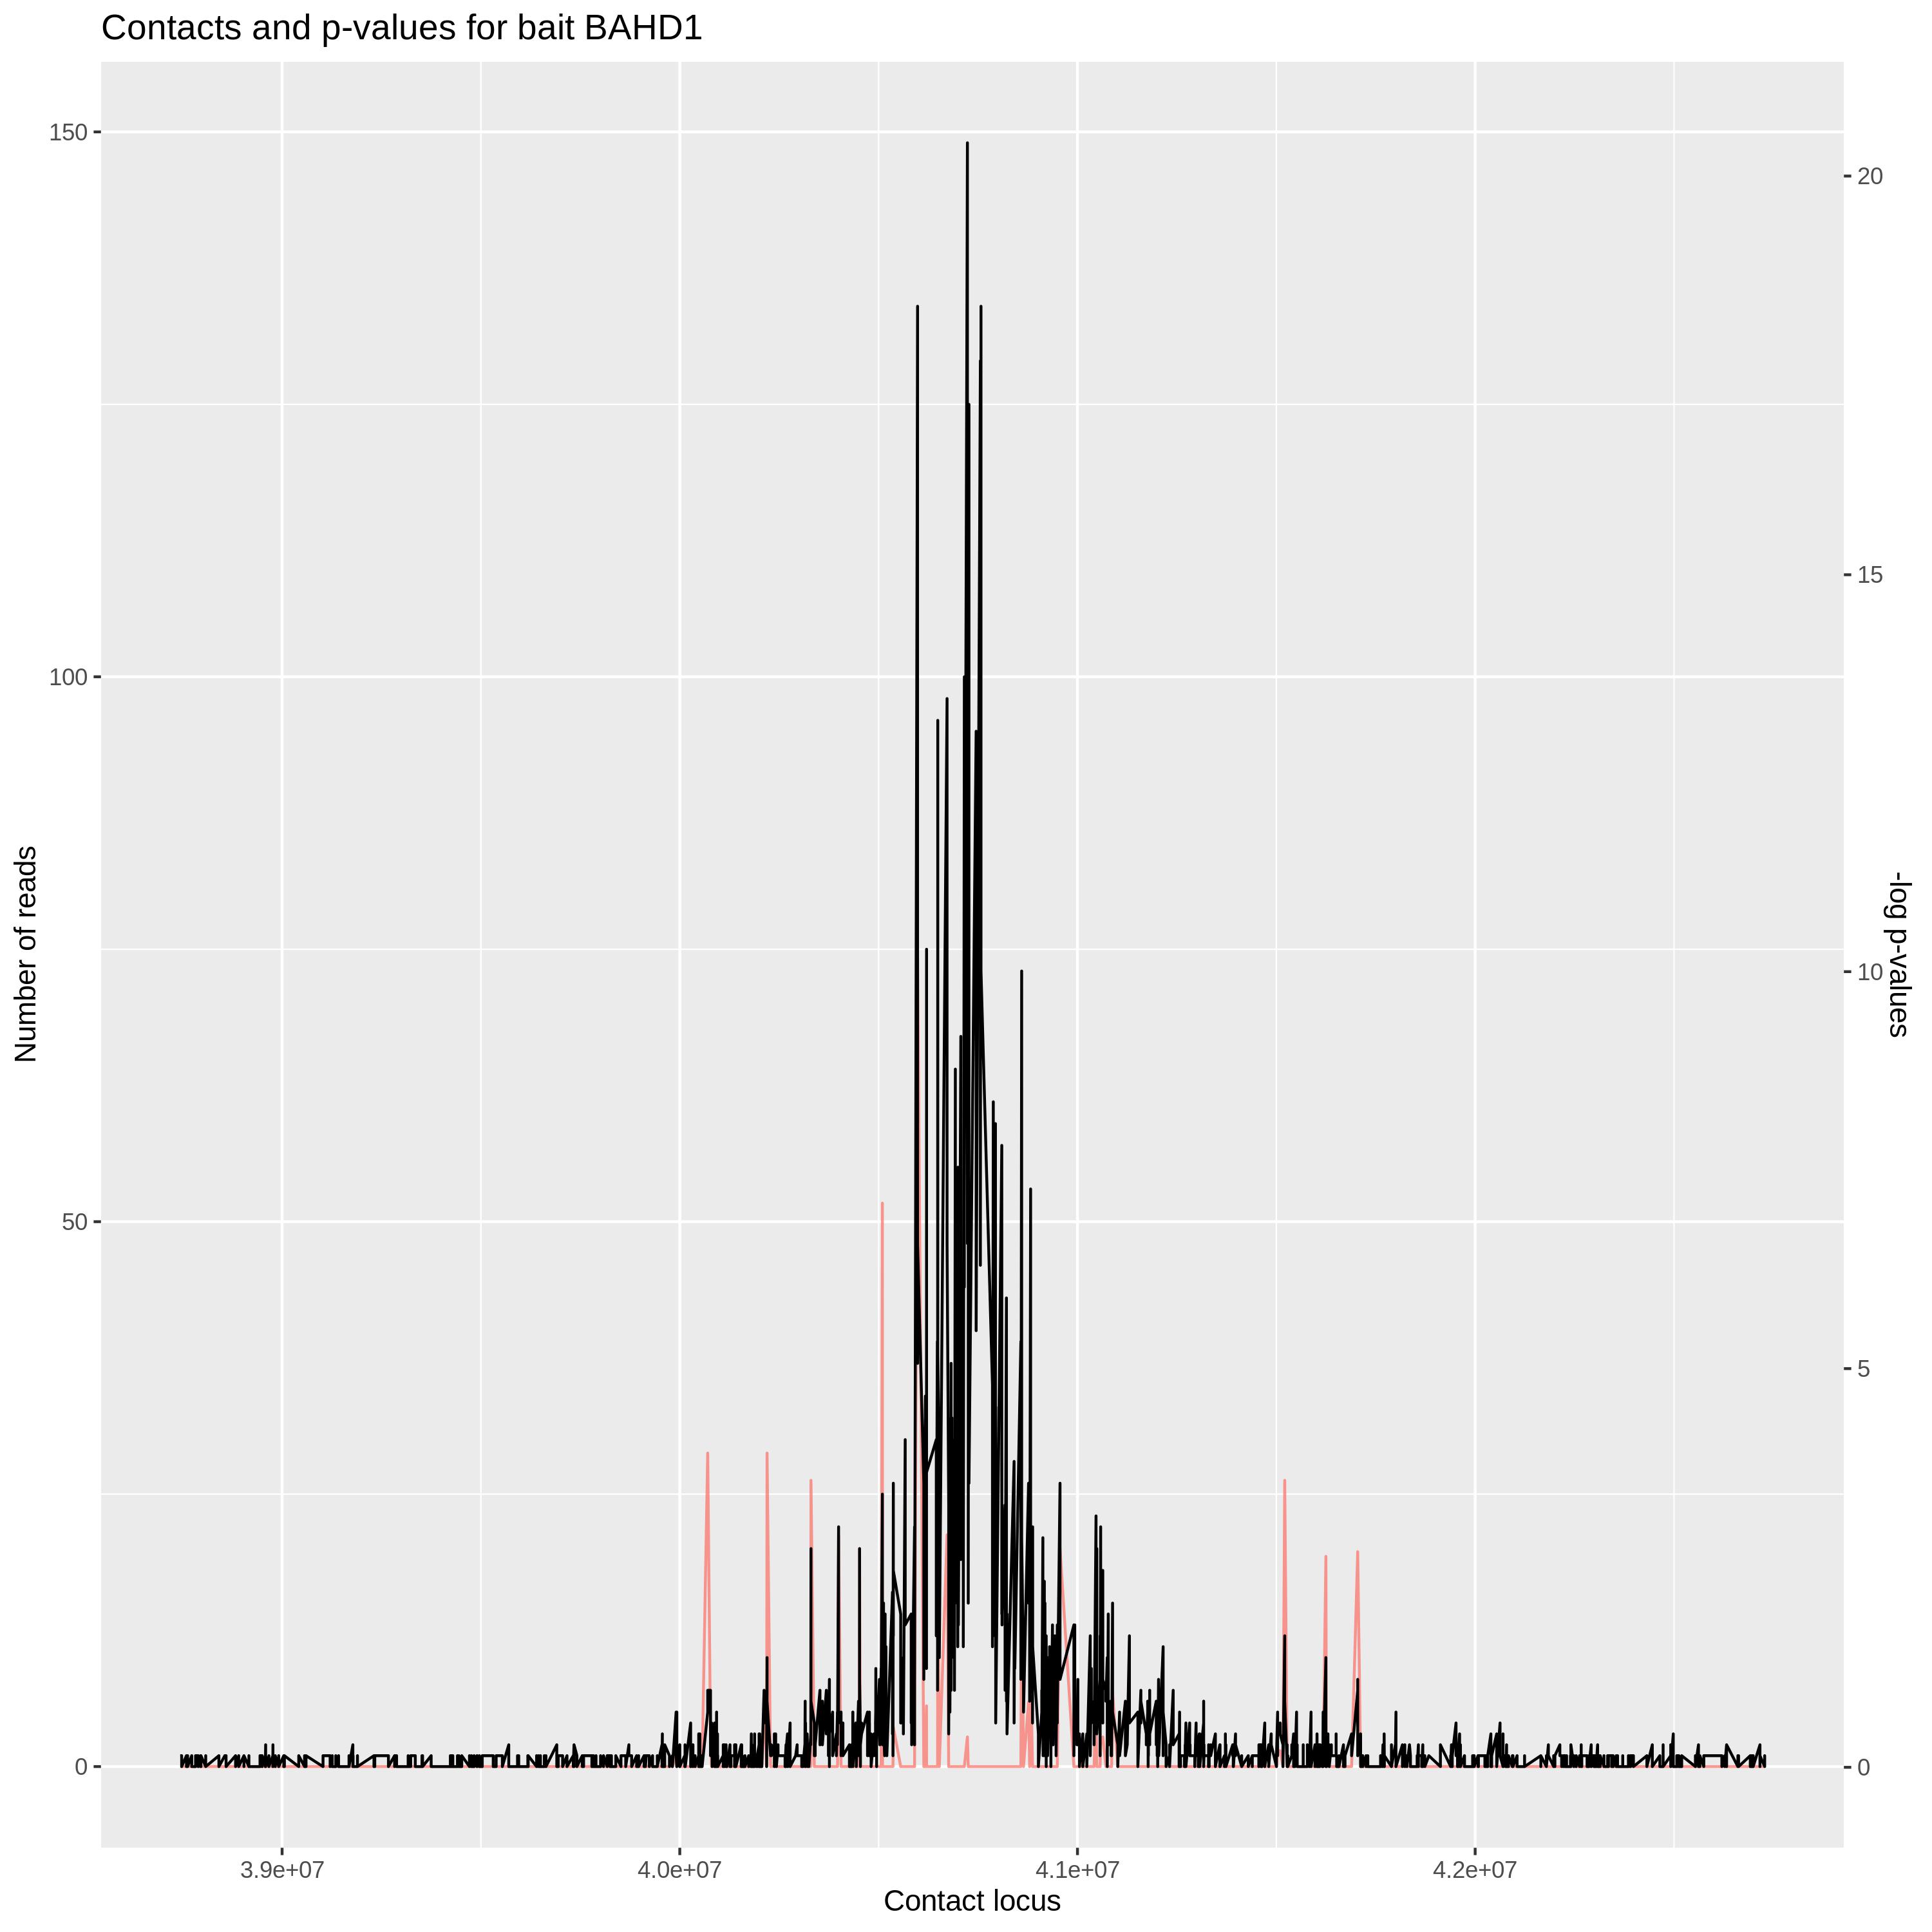 Contacts and p-values for bait BAHD1
150
100
50
0
Number of reads
20
15
10
5
0
-log p-values
3.9e+07
4.0e+07
4.1e+07
4.2e+07
Contact locus